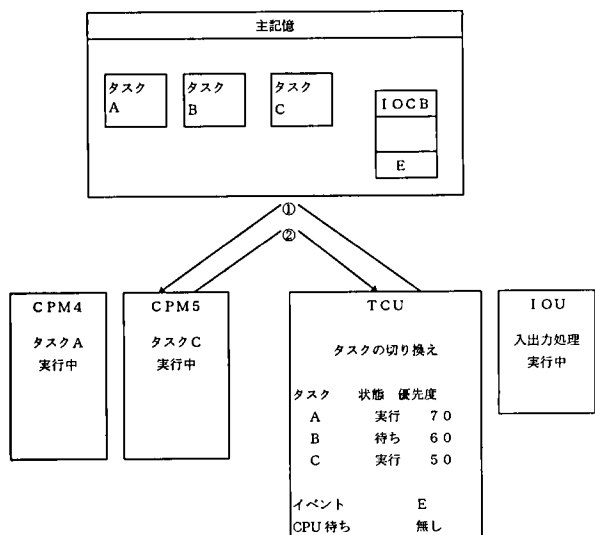 主記憶
タスク
A
タスク
B
タスク
C
IOCB
E
①
②
CPM4
タスクA
実行中
CPM5
タスクC
実行中
TCU
タスクの切り換え
タスク 状態 優先度
A 実行 70
B 待ち 60
C 実行 50
イベント E
CPU 待ち 無し
IOU
入出力処理
実行中